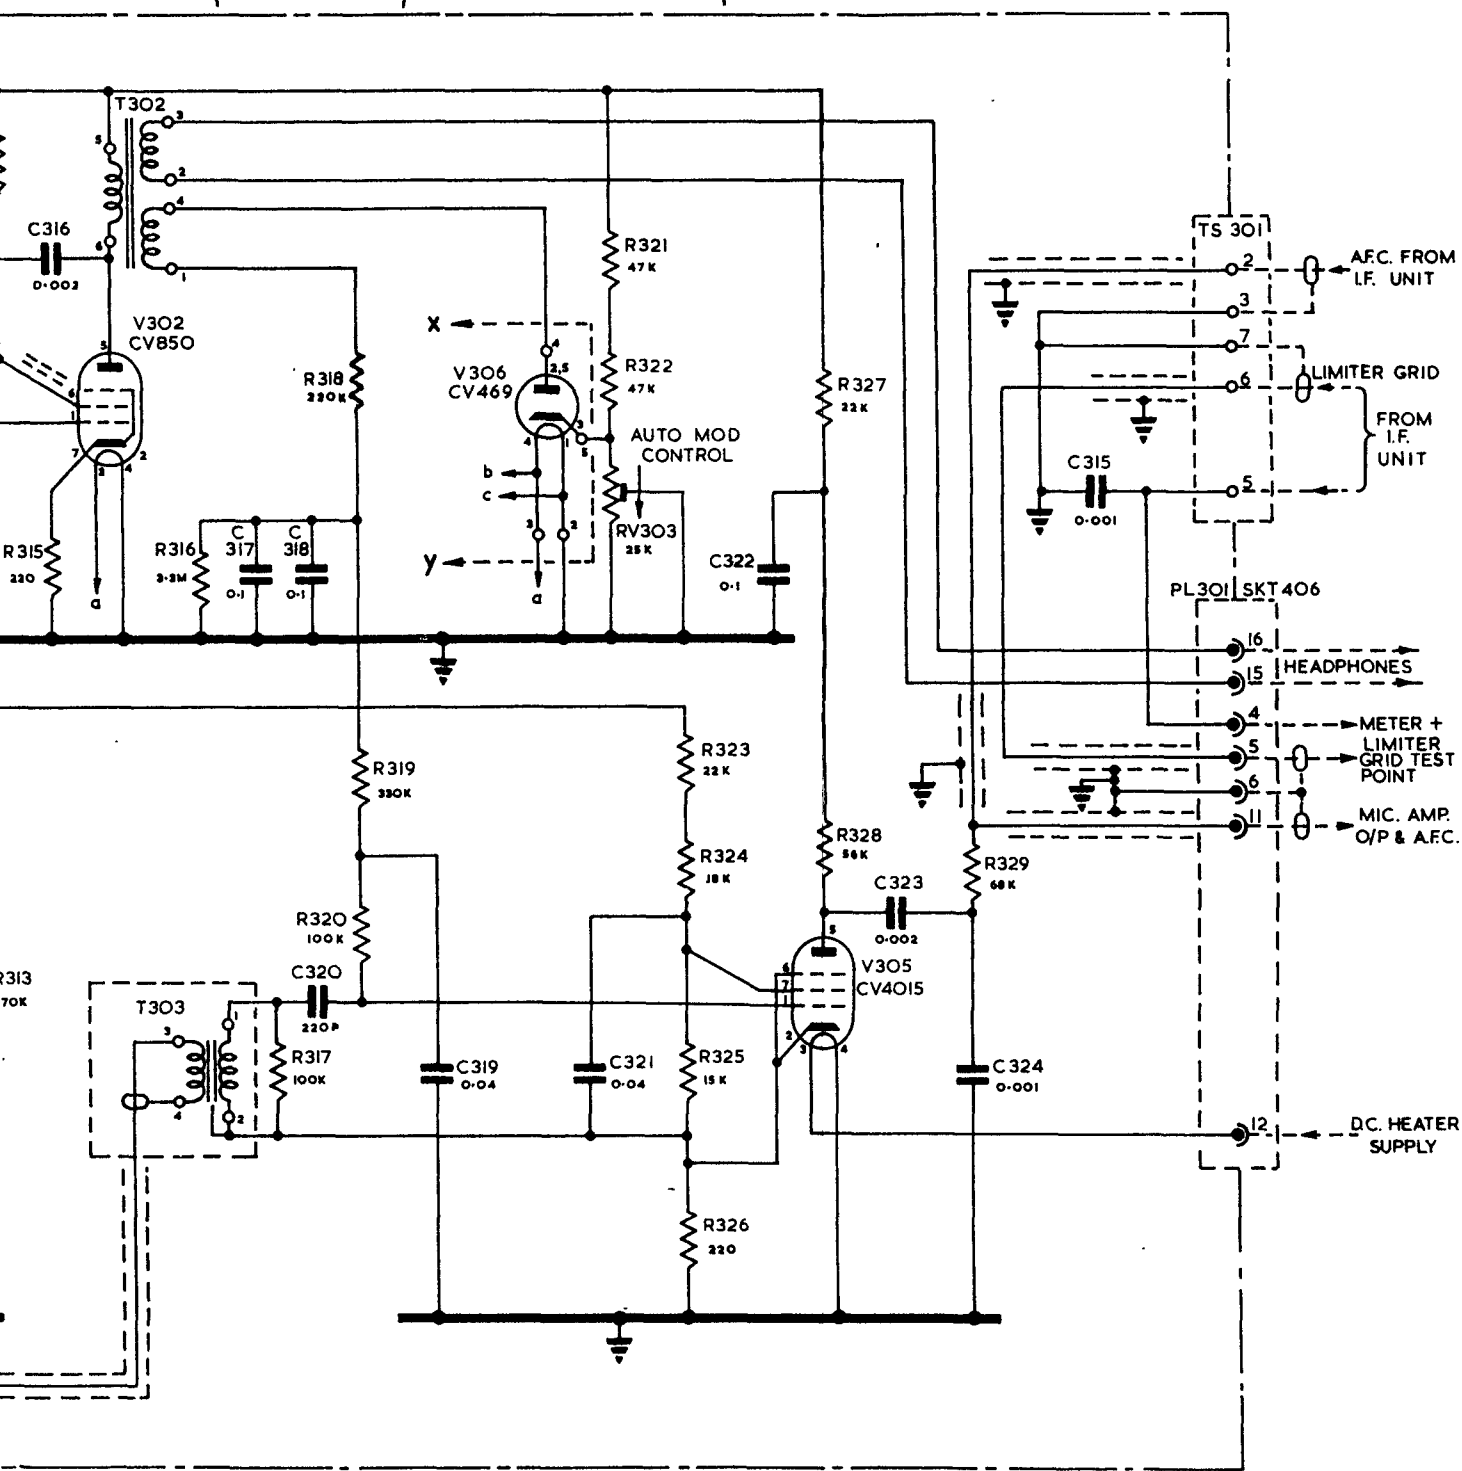 T302
3
2
4
1
5
6
C316
0.002
V302
CV850
5
6
1
7
3
4
2
R315
220
a
R316
2.2M
C
317
0.1
C
318
0.1
R318
220K
X
V306
CV469
4
2,5
3
5
4
1
b
c
3
2
a
Y
R321
47K
R322
47K
AUTO MOD
CONTROL
RV303
25K
R327
22K
C322
0.1
TS 301
2
3
7
6
5
A.F.C. FROM
I.F. UNIT
LIMITER GRID
FROM
I.F.
UNIT
C315
0.001
PL301 SKT406
16
15
HEADPHONES
4
5
6
11
METER +
LIMITER
GRID TEST
POINT
MIC. AMP.
O/P & A.F.C.
R319
330K
R323
22K
R324
18K
R320
100K
C320
220P
R328
56K
C323
0.002
R329
68K
V305
CV4015
5
6
7
1
2
3
4
R313
70K
T303
3
4
1
2
R317
100K
C319
0.04
C321
0.04
R325
15K
C324
0.001
12
D.C. HEATER
SUPPLY
R326
220